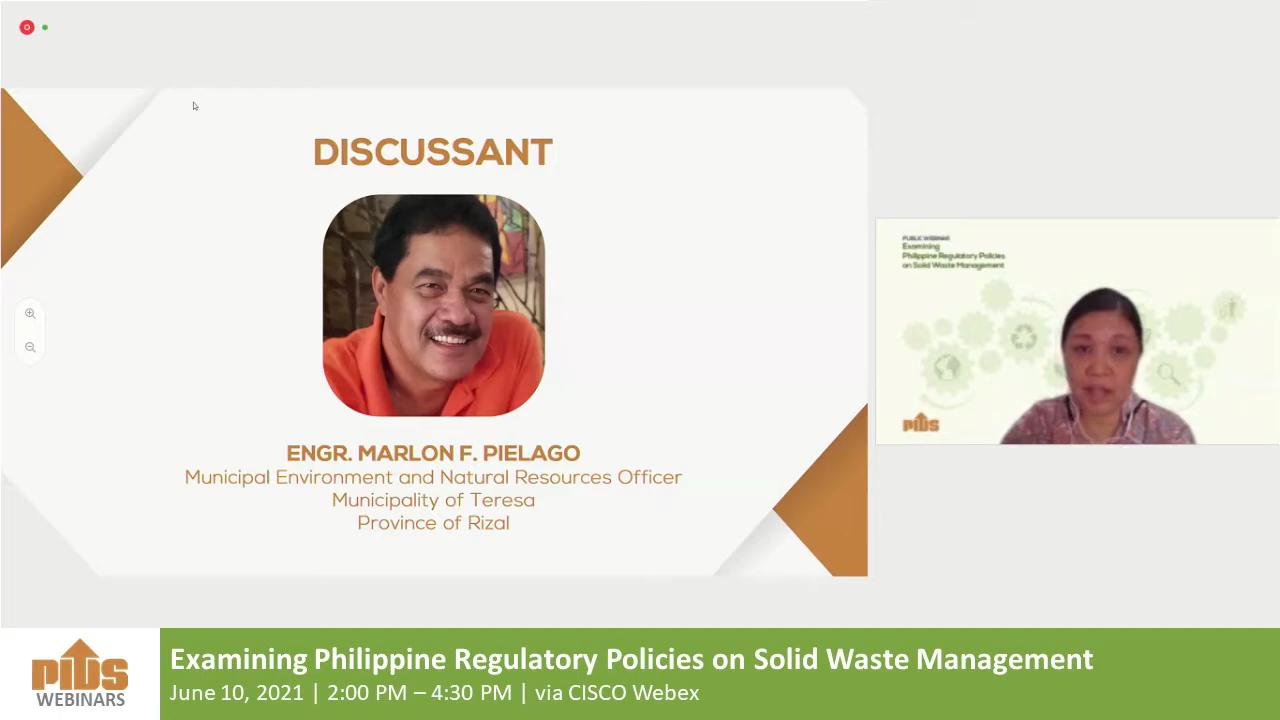 DISCUSSANT
ENGR. MARLON F. PIELAGO
Municipal Environment and Natural Resources Officer
Municipality of Teresa
Province of Rizal
PUBLIC WEBINAR
Examining
Philippine Regulatory Policies
on Solid Waste Management
PIDS
PIDS
WEBINARS
Examining Philippine Regulatory Policies on Solid Waste Management
June 10, 2021 | 2:00 PM – 4:30 PM | via CISCO Webex